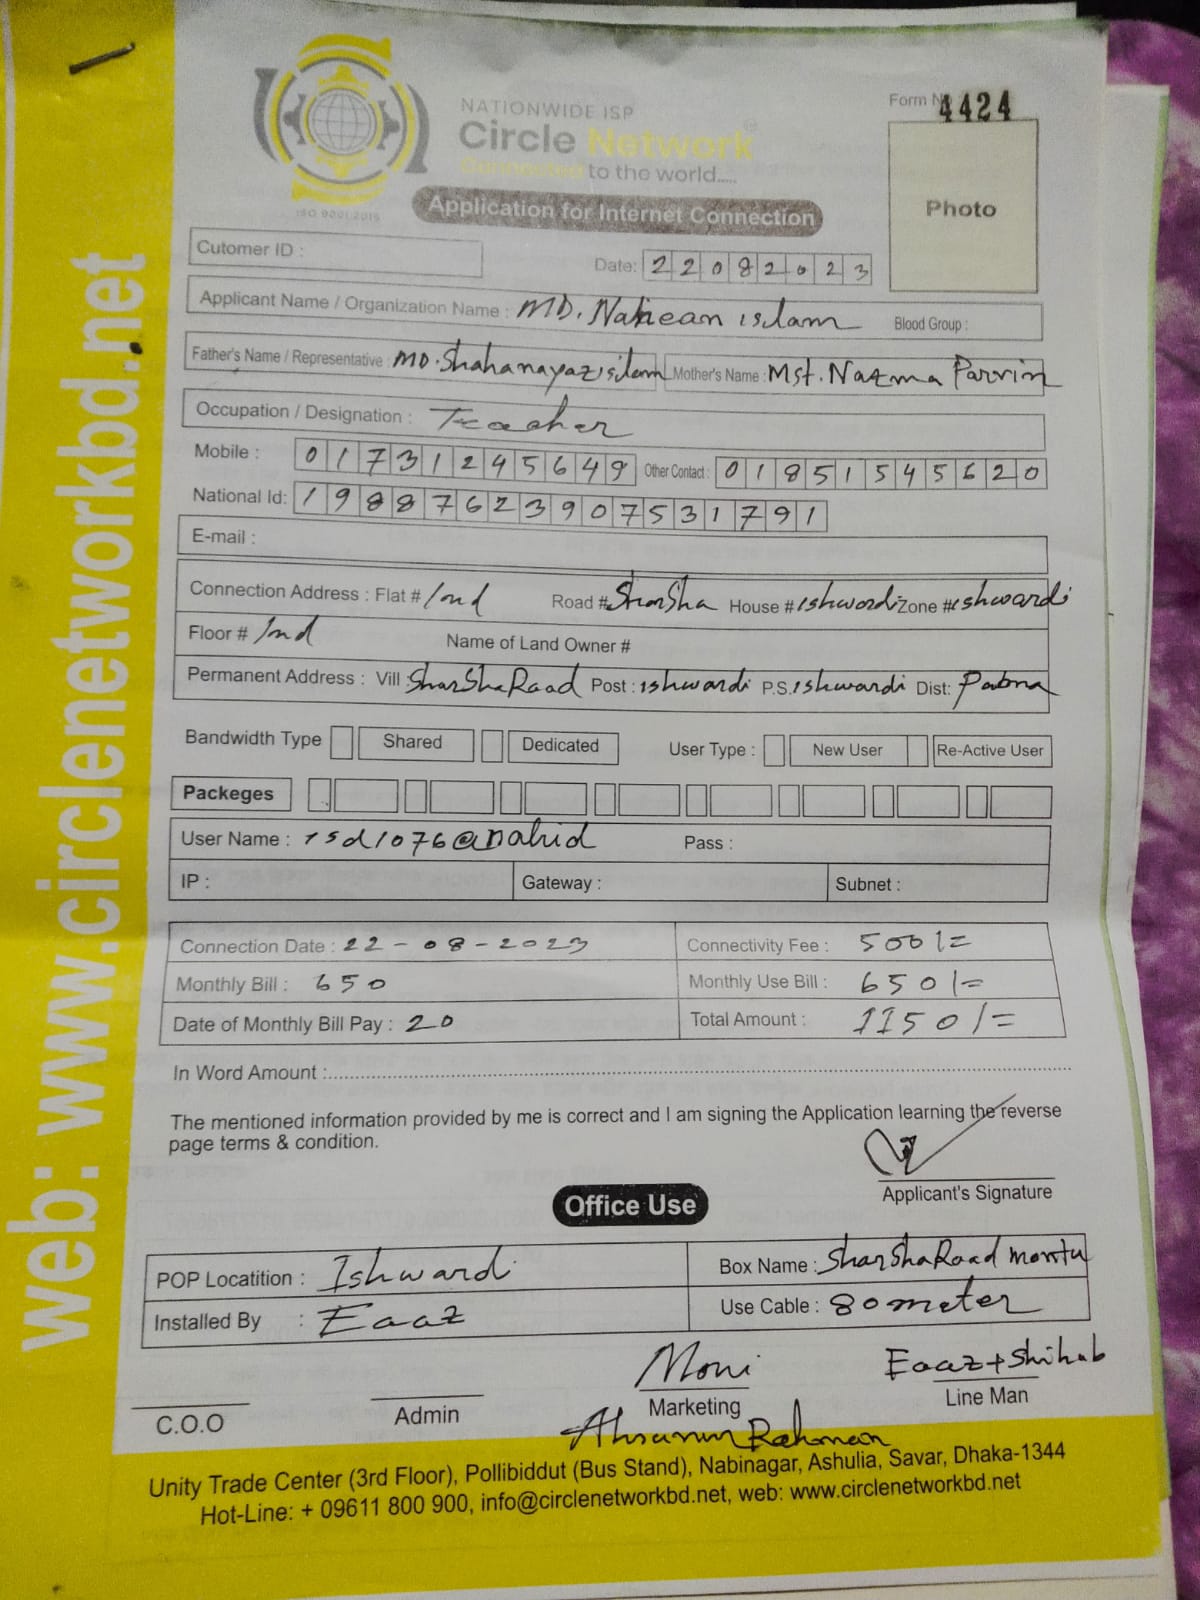 web: www.circlenetworkbd.net
NATIONWIDE ISP
Circle Network
Connected to the world.....
ISO 9001:2015
Application for Internet Connection
Form No 4424
Photo
Cutomer ID :
Date: 22082023
Applicant Name / Organization Name : MD. Nahean islam Blood Group :
Father's Name / Representative : MD. Shahanayaz islam Mother's Name : Mst. Nazma Parvin
Occupation / Designation : Teacher
Mobile : 01731245649 Other Contact : 01851545620
National Id: 19887623907531791
E-mail :
Connection Address : Flat # Road # SharSha House # ishwardi Zone # ishwardi
Floor # Name of Land Owner #
Permanent Address : Vill : SharSha Road Post : ishwardi P.S. ishwardi Dist: Pabna
Bandwidth Type Shared Dedicated User Type : New User Re-Active User
Packeges
User Name : isd1076@nahid Pass :
IP : Gateway : Subnet :
Connection Date : 22-08-2023 Connectivity Fee : 500/=
Monthly Bill : 650 Monthly Use Bill : 650/=
Date of Monthly Bill Pay : 20 Total Amount : 1150/=
In Word Amount :
The mentioned information provided by me is correct and I am signing the Application learning the reverse
page terms & condition.
Applicant's Signature
Office Use
POP Locatition : Ishwardi Box Name : SharSha Road
Installed By : Eaaz Use Cable : 80 meter
Moni Eaaz + Shihab
C.O.O Admin Marketing Line Man
Rahman
Unity Trade Center (3rd Floor), Pollibiddut (Bus Stand), Nabinagar, Ashulia, Savar, Dhaka-1344
Hot-Line: + 09611 800 900, info@circlenetworkbd.net, web: www.circlenetworkbd.net